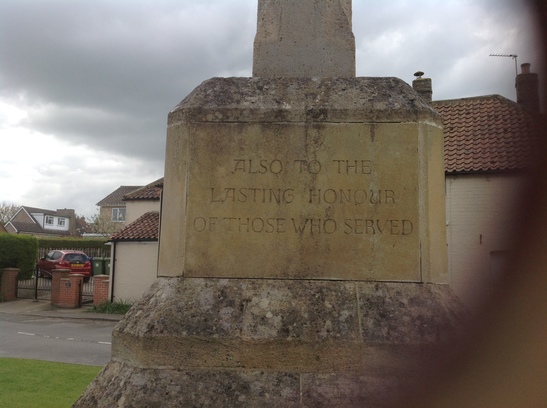 ALSO TO THE
LASTING HONOUR
OF THOSE WHO SERVED